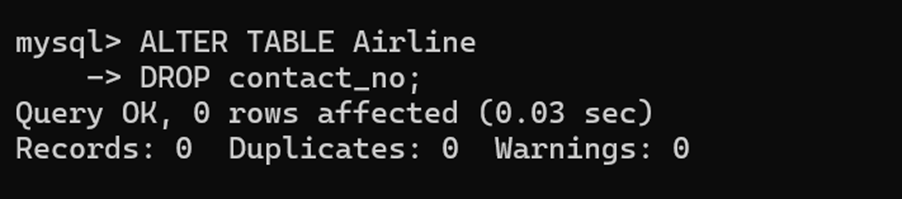 mysql> ALTER TABLE Airline
    -> DROP contact_no;
Query OK, 0 rows affected (0.03 sec)
Records: 0  Duplicates: 0  Warnings: 0